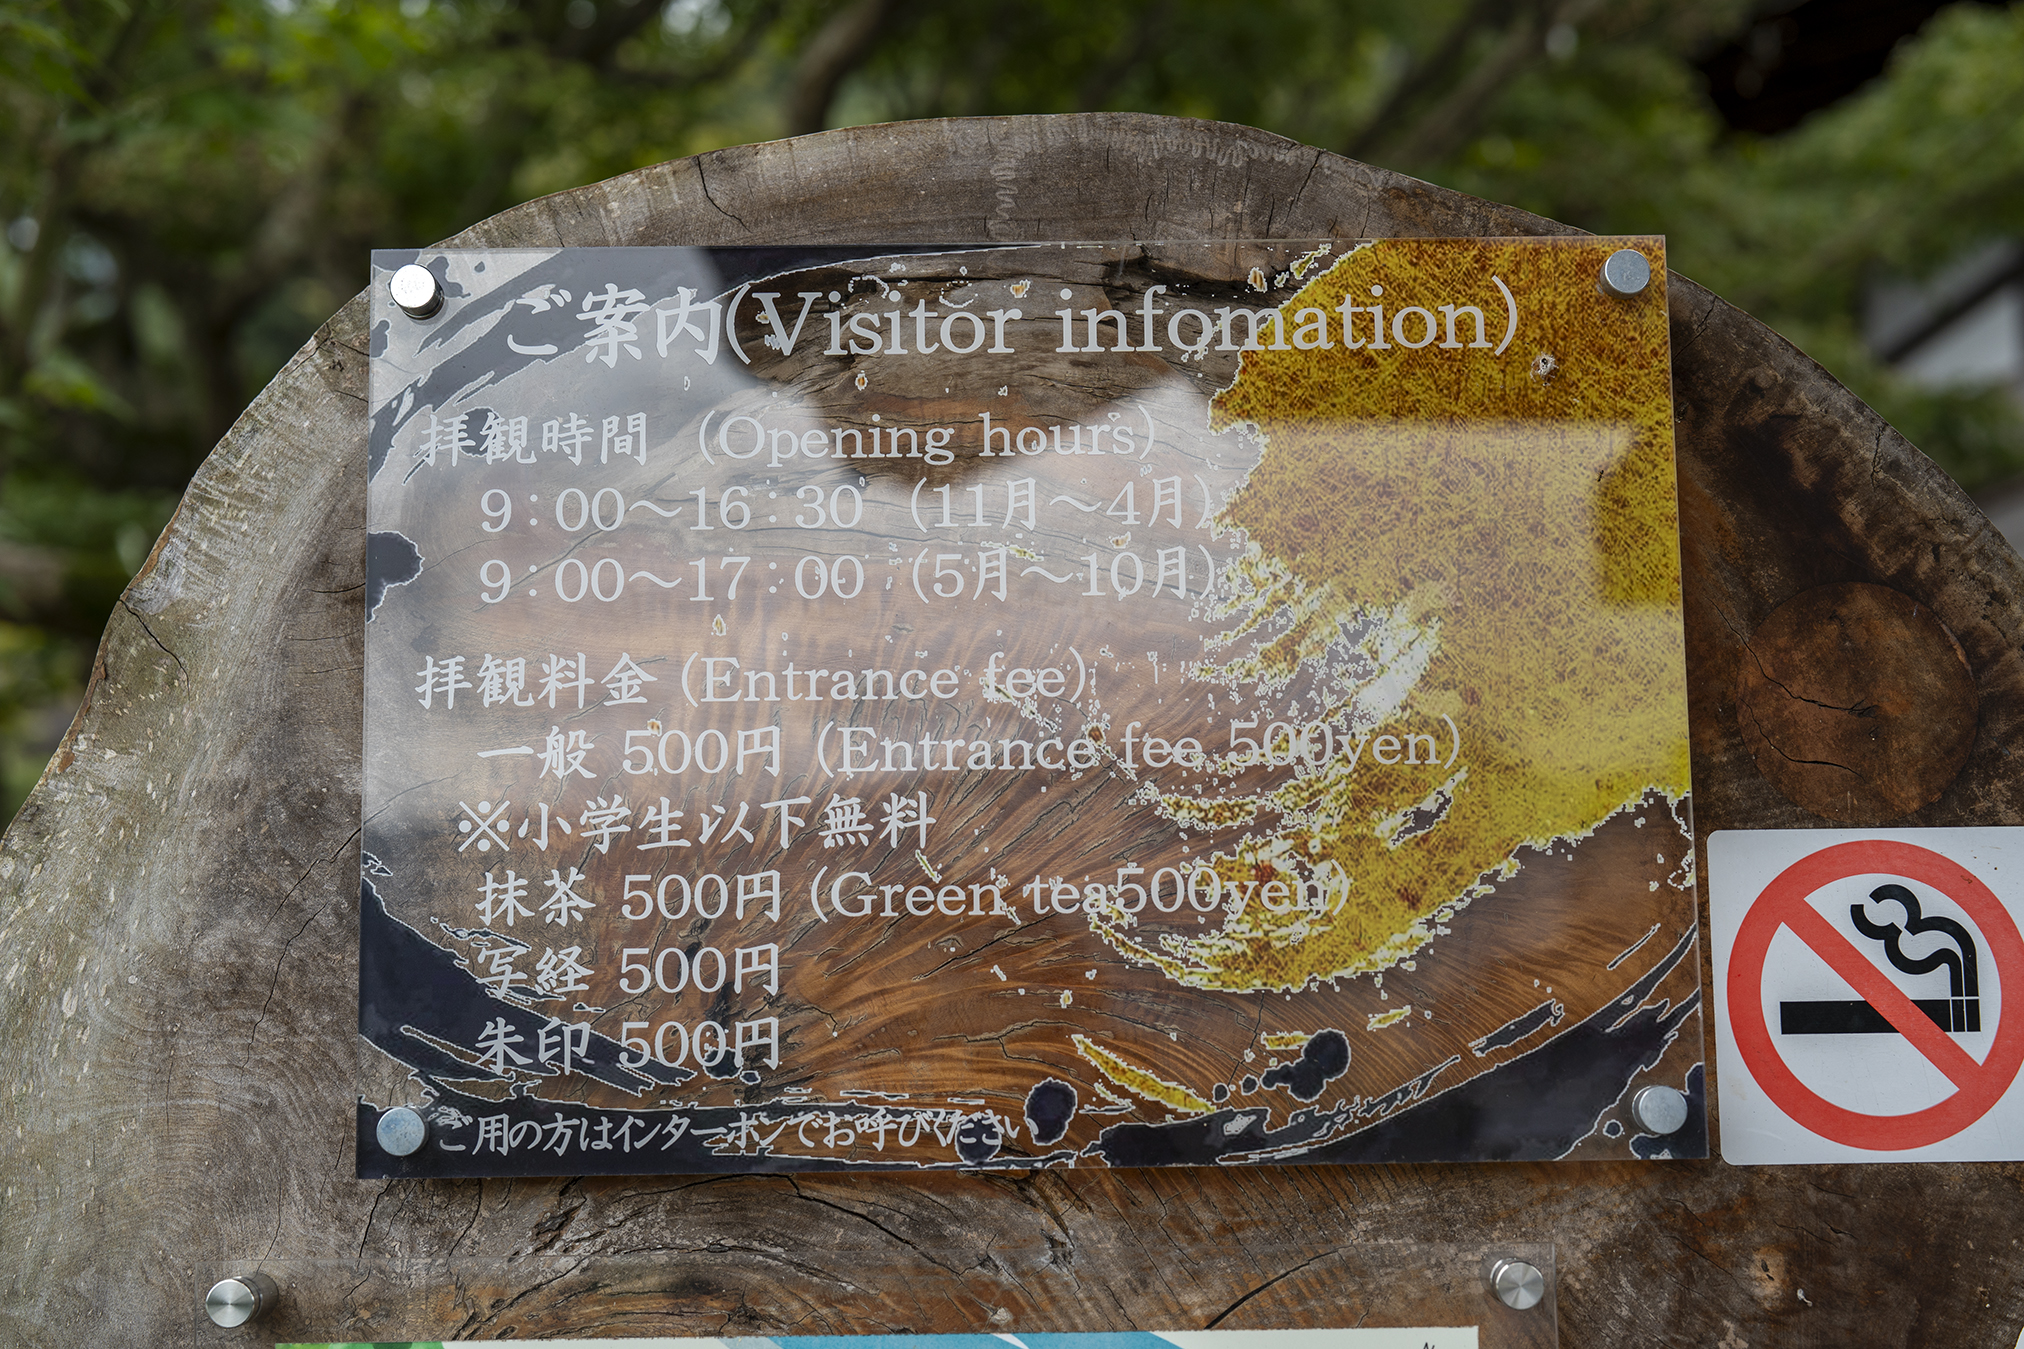 ご案内(Visitor infomation)
拝観時間 (Opening hours)
9:00～16:30 (11月～4月)
9:00～17:00 (5月～10月)
拝観料金 (Entrance fee)
一般 500円 (Entrance fee 500yen)
※小学生以下無料
抹茶 500円 (Green tea500yen)
写経 500円
朱印 500円
ご用の方はインターホンでお呼びください